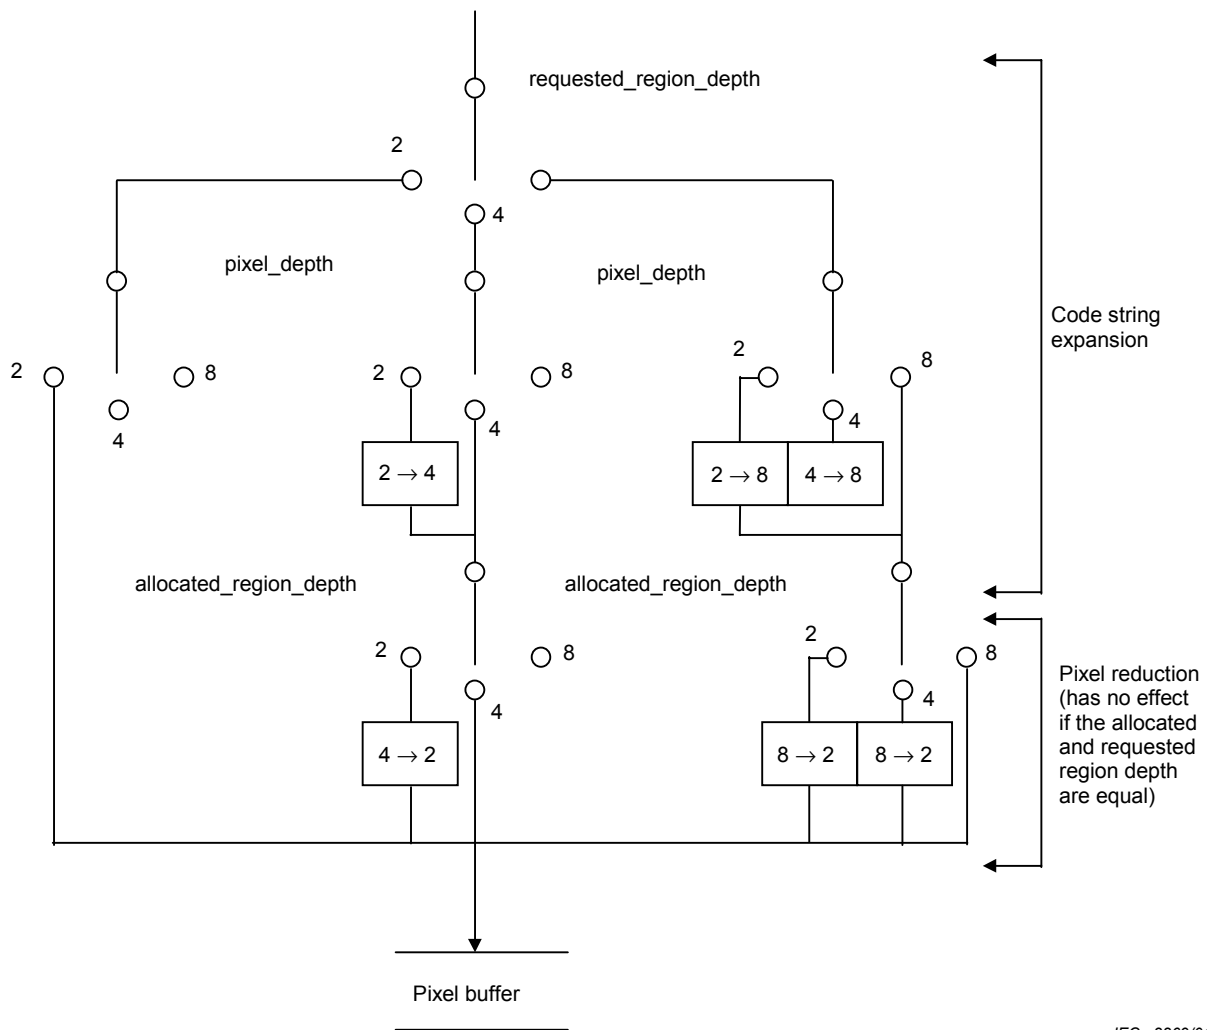 requested_region_depth
2
4
pixel_depth
pixel_depth
Code string
expansion
2
8
4
2
8
4
2
8
4
2 → 4
2 → 8
4 → 8
allocated_region_depth
allocated_region_depth
2
8
4
2
8
4
Pixel reduction
(has no effect
if the allocated
and requested
region depth
are equal)
4 → 2
8 → 2
8 → 2
Pixel buffer